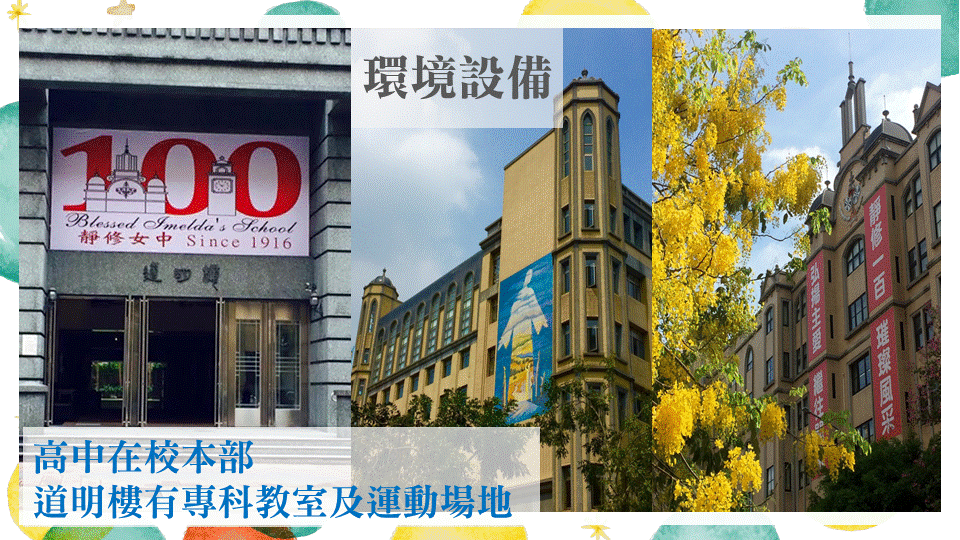 環境設備
100
Blessed Imelda's School
靜修女中 Since 1916
道明樓
靜修一百
璀璨風采
弘揚主愛
高中在校本部
道明樓有專科教室及運動場地